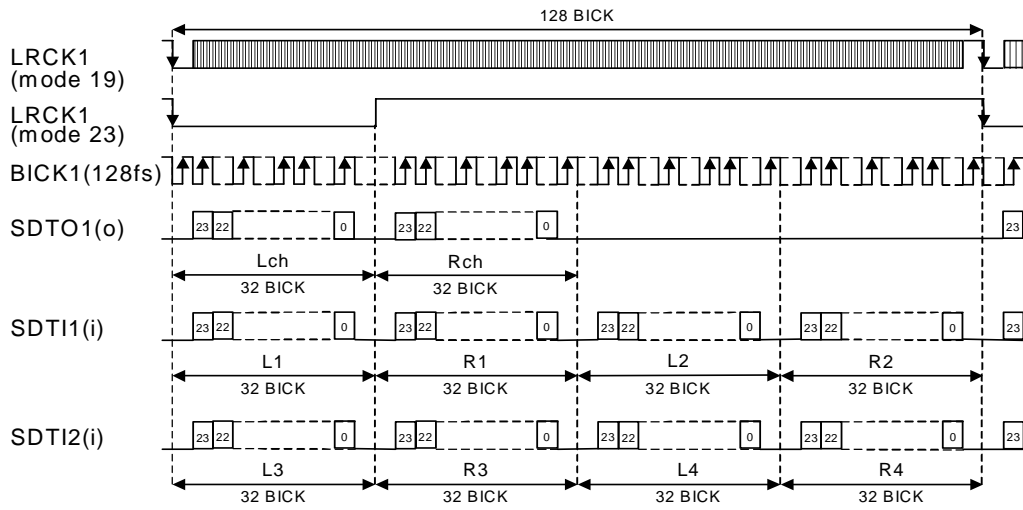 128 BICK
LRCK1
(mode 19)
LRCK1
(mode 23)
BICK1(128fs)
SDTO1(o)
23 22 0 23 22 0 23
Lch Rch
32 BICK 32 BICK
SDTI1(i)
23 22 0 23 22 0 23 22 0 23 22 0 23
L1 R1 L2 R2
32 BICK 32 BICK 32 BICK 32 BICK
SDTI2(i)
23 22 0 23 22 0 23 22 0 23 22 0 23
L3 R3 L4 R4
32 BICK 32 BICK 32 BICK 32 BICK